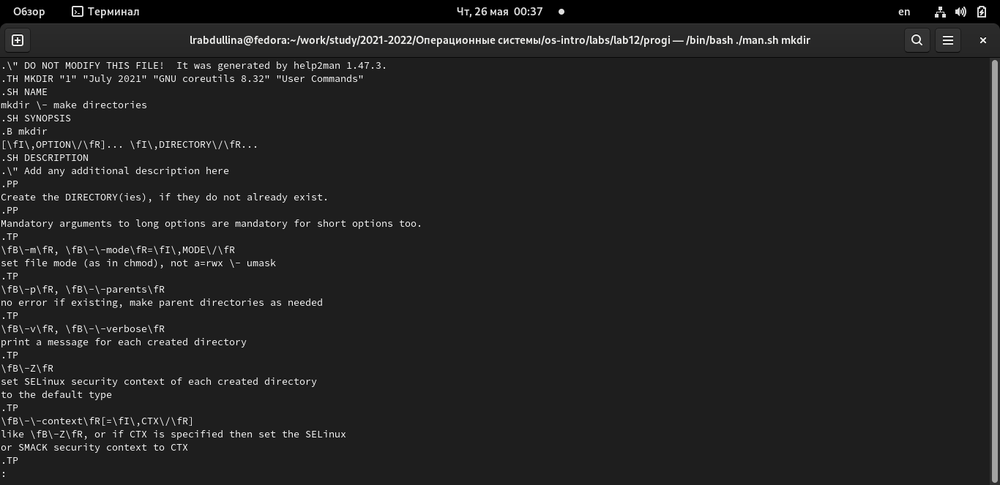 Обзор Терминал Чт, 26 мая 00:37 en
lrabdullina@fedora:~/work/study/2021-2022/Операционные системы/os-intro/labs/lab12/progi — /bin/bash ./man.sh mkdir
.\" DO NOT MODIFY THIS FILE!  It was generated by help2man 1.47.3.
.TH MKDIR "1" "July 2021" "GNU coreutils 8.32" "User Commands"
.SH NAME
mkdir \- make directories
.SH SYNOPSIS
.B mkdir
[\fI\,OPTION\/\fR]... \fI\,DIRECTORY\/\fR...
.SH DESCRIPTION
.\" Add any additional description here
.PP
Create the DIRECTORY(ies), if they do not already exist.
.PP
Mandatory arguments to long options are mandatory for short options too.
.TP
\fB\-m\fR, \fB\-\-mode\fR=\fI\,MODE\/\fR
set file mode (as in chmod), not a=rwx \- umask
.TP
\fB\-p\fR, \fB\-\-parents\fR
no error if existing, make parent directories as needed
.TP
\fB\-v\fR, \fB\-\-verbose\fR
print a message for each created directory
.TP
\fB\-Z\fR
set SELinux security context of each created directory
to the default type
.TP
\fB\-\-context\fR[=\fI\,CTX\/\fR]
like \fB\-Z\fR, or if CTX is specified then set the SELinux
or SMACK security context to CTX
.TP
: